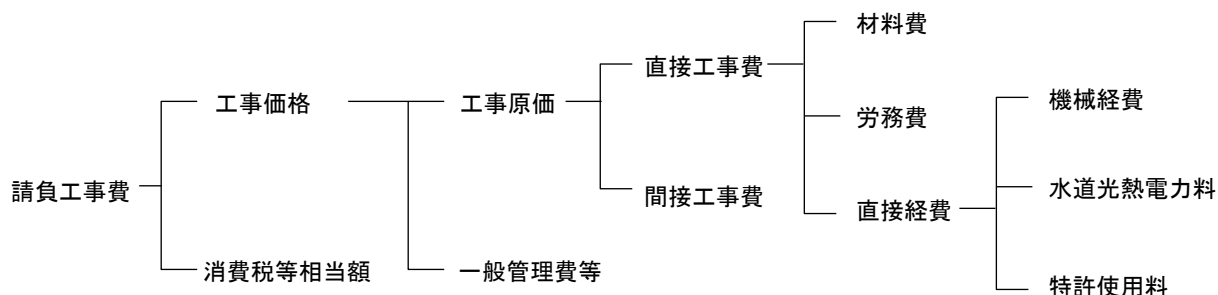 材料費
直接工事費
工事価格
工事原価
機械経費
労務費
請負工事費
間接工事費
水道光熱電力料
直接経費
消費税等相当額
一般管理費等
特許使用料